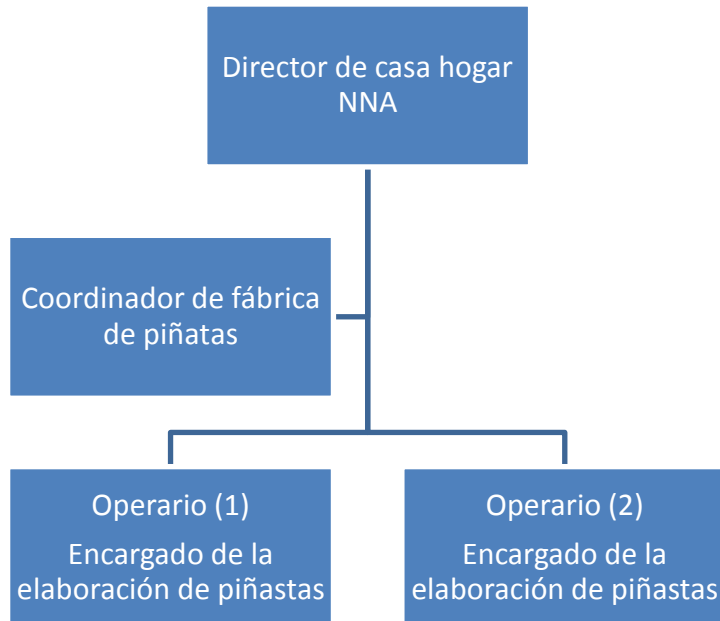 Director de casa hogar
NNA
Coordinador de fábrica
de piñatas
Operario (1)
Encargado de la
elaboración de piñastas
Operario (2)
Encargado de la
elaboración de piñastas